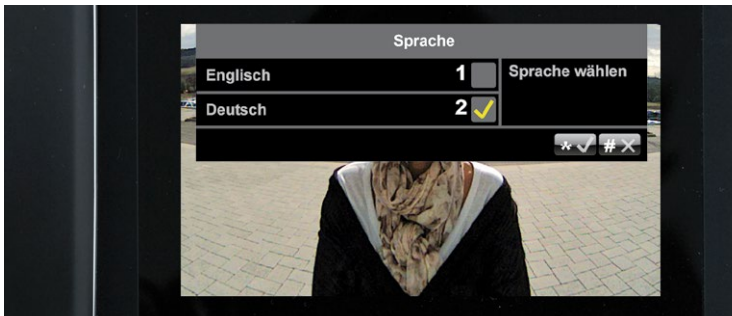 Sprache
Englisch 1
Sprache wählen
Deutsch 2
* #